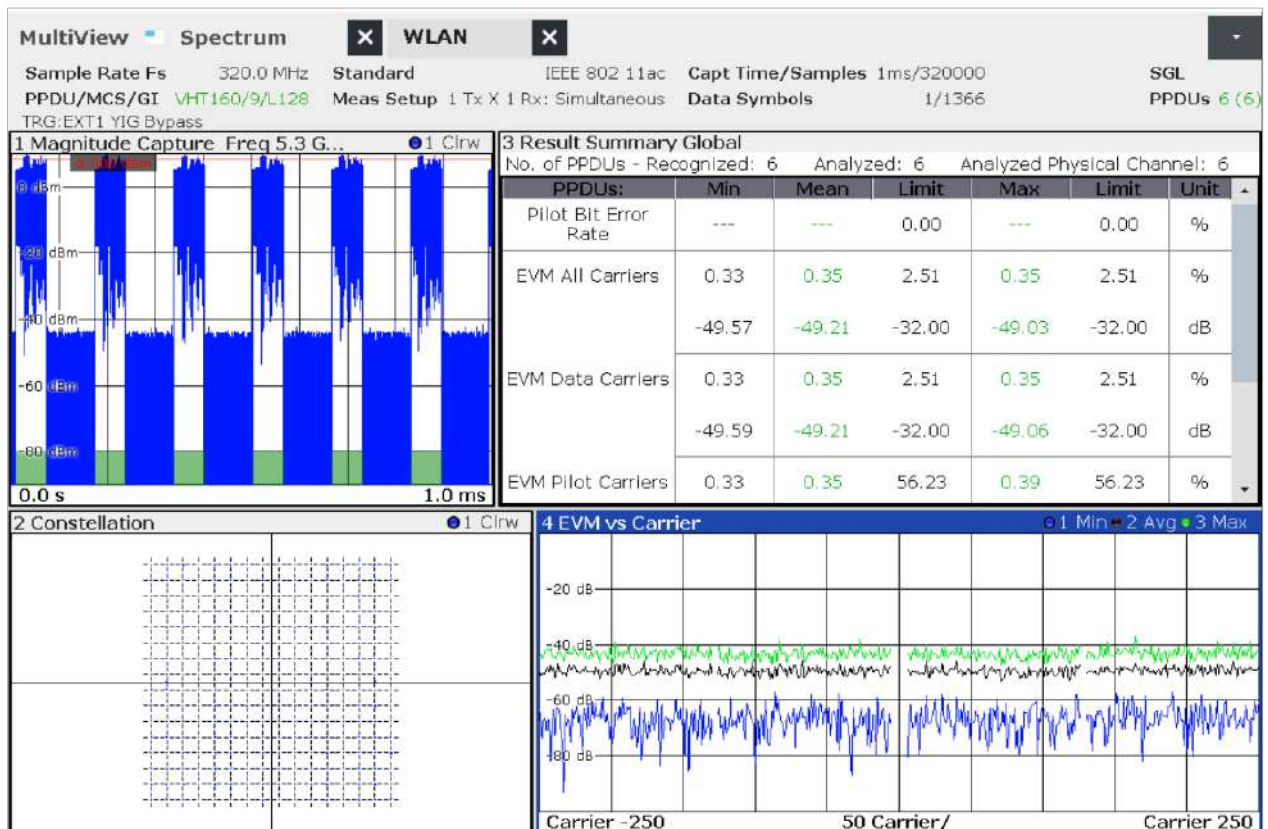 MultiView Spectrum WLAN
Sample Rate Fs 320.0 MHz Standard IEEE 802 11ac Capt Time/Samples 1ms/320000 SGL
PPDU/MCS/GI VHT160/9/L128 Meas Setup 1 Tx X 1 Rx: Simultaneous Data Symbols 1/1366 PPDUs 6 (6)
TRG:EXT1 YIG Bypass
1 Magnitude Capture Freq 5.3 G... 1 Clrw
0 dBm
-20 dBm
-40 dBm
-60 dBm
-80 dBm
0.0 s 1.0 ms
3 Result Summary Global
No. of PPDUs - Recognized: 6 Analyzed: 6 Analyzed Physical Channel: 6
PPDUs: Min Mean Limit Max Limit Unit
Pilot Bit Error
Rate --- --- 0.00 --- 0.00 %
EVM All Carriers 0.33 0.35 2.51 0.35 2.51 %
-49.57 -49.21 -32.00 -49.03 -32.00 dB
EVM Data Carriers 0.33 0.35 2.51 0.35 2.51 %
-49.59 -49.21 -32.00 -49.06 -32.00 dB
EVM Pilot Carriers 0.33 0.35 56.23 0.39 56.23 %
2 Constellation 1 Clrw
4 EVM vs Carrier 1 Min 2 Avg 3 Max
-20 dB
-40 dB
-60 dB
-80 dB
Carrier -250 50 Carrier/ Carrier 250